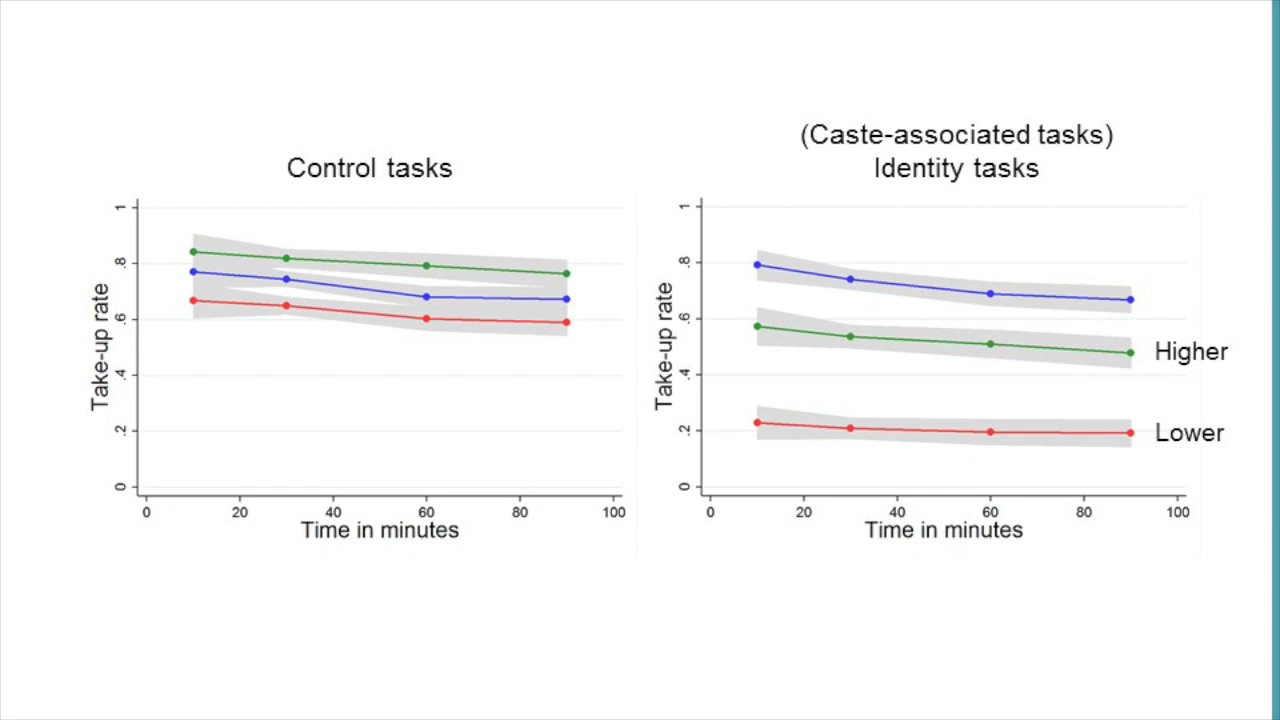 Control tasks
1
.8
.6
.4
.2
0
Take-up rate
0 20 40 60 80 100
Time in minutes
(Caste-associated tasks)
Identity tasks
1
.8
.6
.4
.2
0
Take-up rate
0 20 40 60 80 100
Time in minutes
Higher
Lower